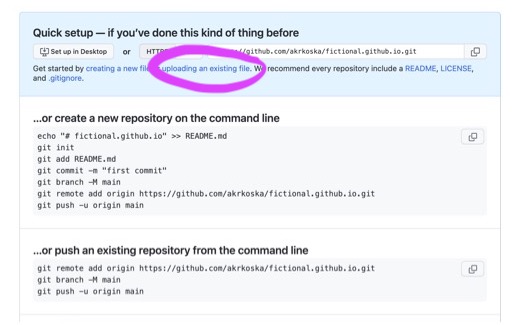 Quick setup — if you've done this kind of thing before
Set up in Desktop or HTTPS //github.com/akrkoska/fictional.github.io.git
Get started by creating a new file uploading an existing file. We recommend every repository include a README, LICENSE,
and .gitignore.
...or create a new repository on the command line
echo "# fictional.github.io" >> README.md
git init
git add README.md
git commit -m "first commit"
git branch -M main
git remote add origin https://github.com/akrkoska/fictional.github.io.git
git push -u origin main
...or push an existing repository from the command line
git remote add origin https://github.com/akrkoska/fictional.github.io.git
git branch -M main
git push -u origin main